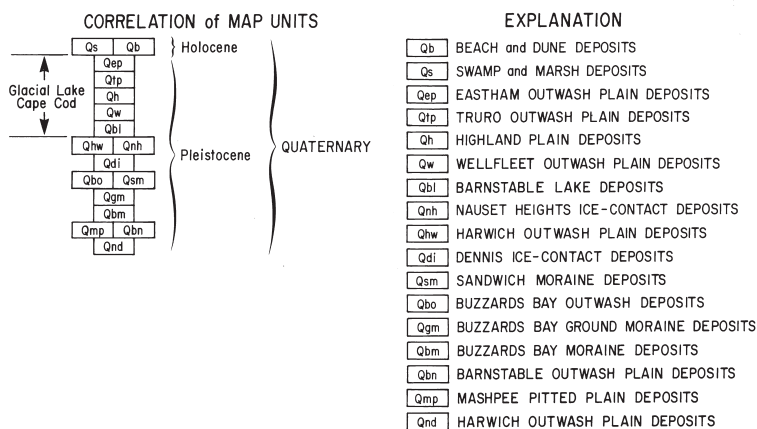 CORRELATION of MAP UNITS
Qs Qb Holocene
Qep
Qtp
Glacial Lake
Cape Cod
Qh
Qw
Qbl
Qhw Qnh
Pleistocene
QUATERNARY
Qdi
Qbo Qsm
Qgm
Qbm
Qmp Qbn
Qnd
EXPLANATION
Qb BEACH and DUNE DEPOSITS
Qs SWAMP and MARSH DEPOSITS
Qep EASTHAM OUTWASH PLAIN DEPOSITS
Qtp TRURO OUTWASH PLAIN DEPOSITS
Qh HIGHLAND PLAIN DEPOSITS
Qw WELLFLEET OUTWASH PLAIN DEPOSITS
Qbl BARNSTABLE LAKE DEPOSITS
Qnh NAUSET HEIGHTS ICE-CONTACT DEPOSITS
Qhw HARWICH OUTWASH PLAIN DEPOSITS
Qdi DENNIS ICE-CONTACT DEPOSITS
Qsm SANDWICH MORAINE DEPOSITS
Qbo BUZZARDS BAY OUTWASH DEPOSITS
Qgm BUZZARDS BAY GROUND MORAINE DEPOSITS
Qbm BUZZARDS BAY MORAINE DEPOSITS
Qbn BARNSTABLE OUTWASH PLAIN DEPOSITS
Qmp MASHPEE PITTED PLAIN DEPOSITS
Qnd HARWICH OUTWASH PLAIN DEPOSITS